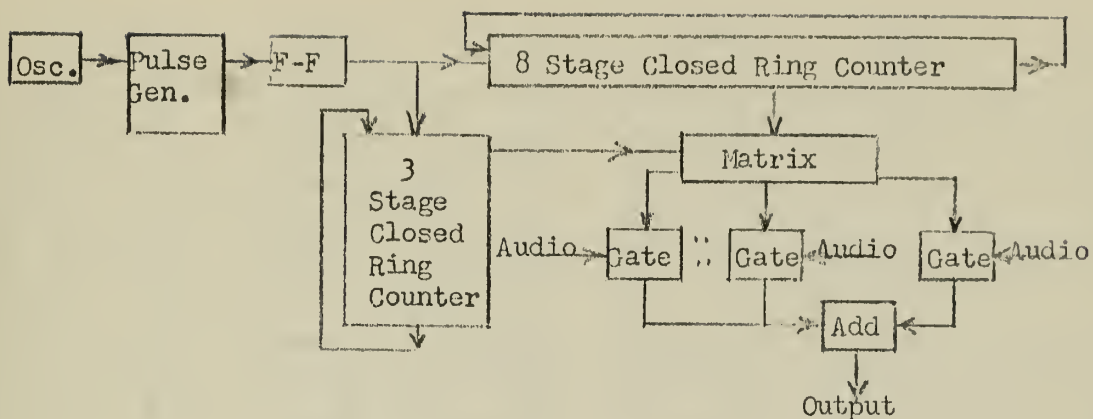 Osc.
Pulse
Gen.
F-F
8 Stage Closed Ring Counter
3
Stage
Closed
Ring
Counter
Matrix
Audio
Gate
Gate
Audio
Gate
Audio
Add
Output